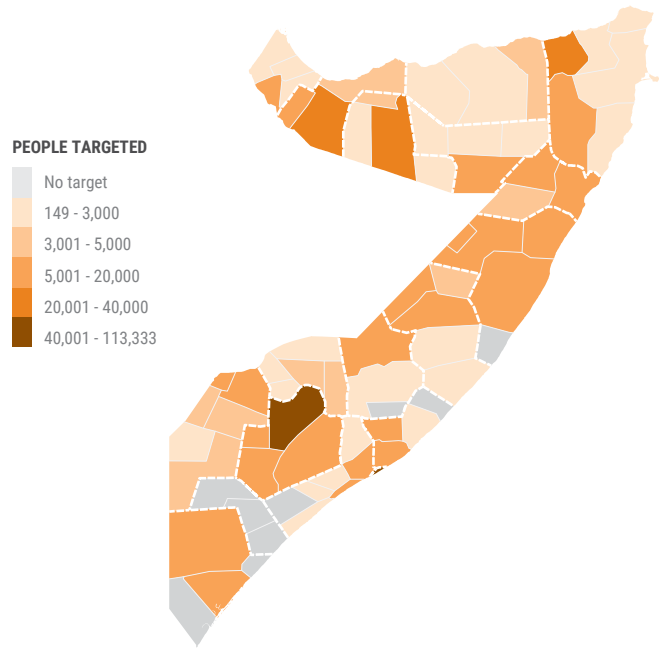 PEOPLE TARGETED
No target
149 - 3,000
3,001 - 5,000
5,001 - 20,000
20,001 - 40,000
40,001 - 113,333